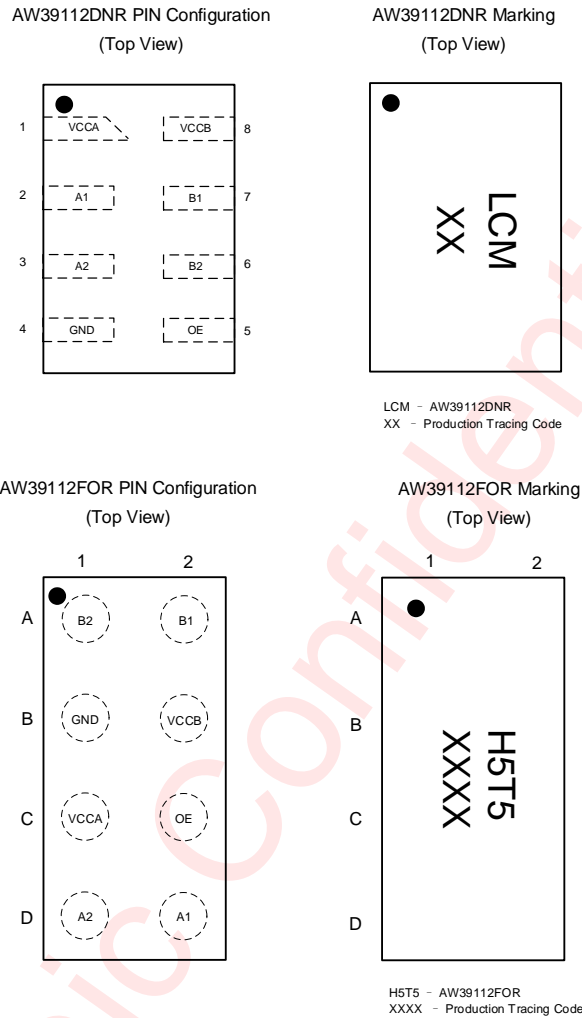 AW39112DNR PIN Configuration
(Top View)
1 VCCA VCCB 8
2 A1 B1 7
3 A2 B2 6
4 GND OE 5
AW39112DNR Marking
(Top View)
LCM
XX
LCM - AW39112DNR
XX - Production Tracing Code
AW39112FOR PIN Configuration
(Top View)
1 2
A B2 B1
B GND VCCB
C VCCA OE
D A2 A1
AW39112FOR Marking
(Top View)
1 2
A
B
C
D
H5T5
XXXX
H5T5 - AW39112FOR
XXXX - Production Tracing Code
nic Confidenti